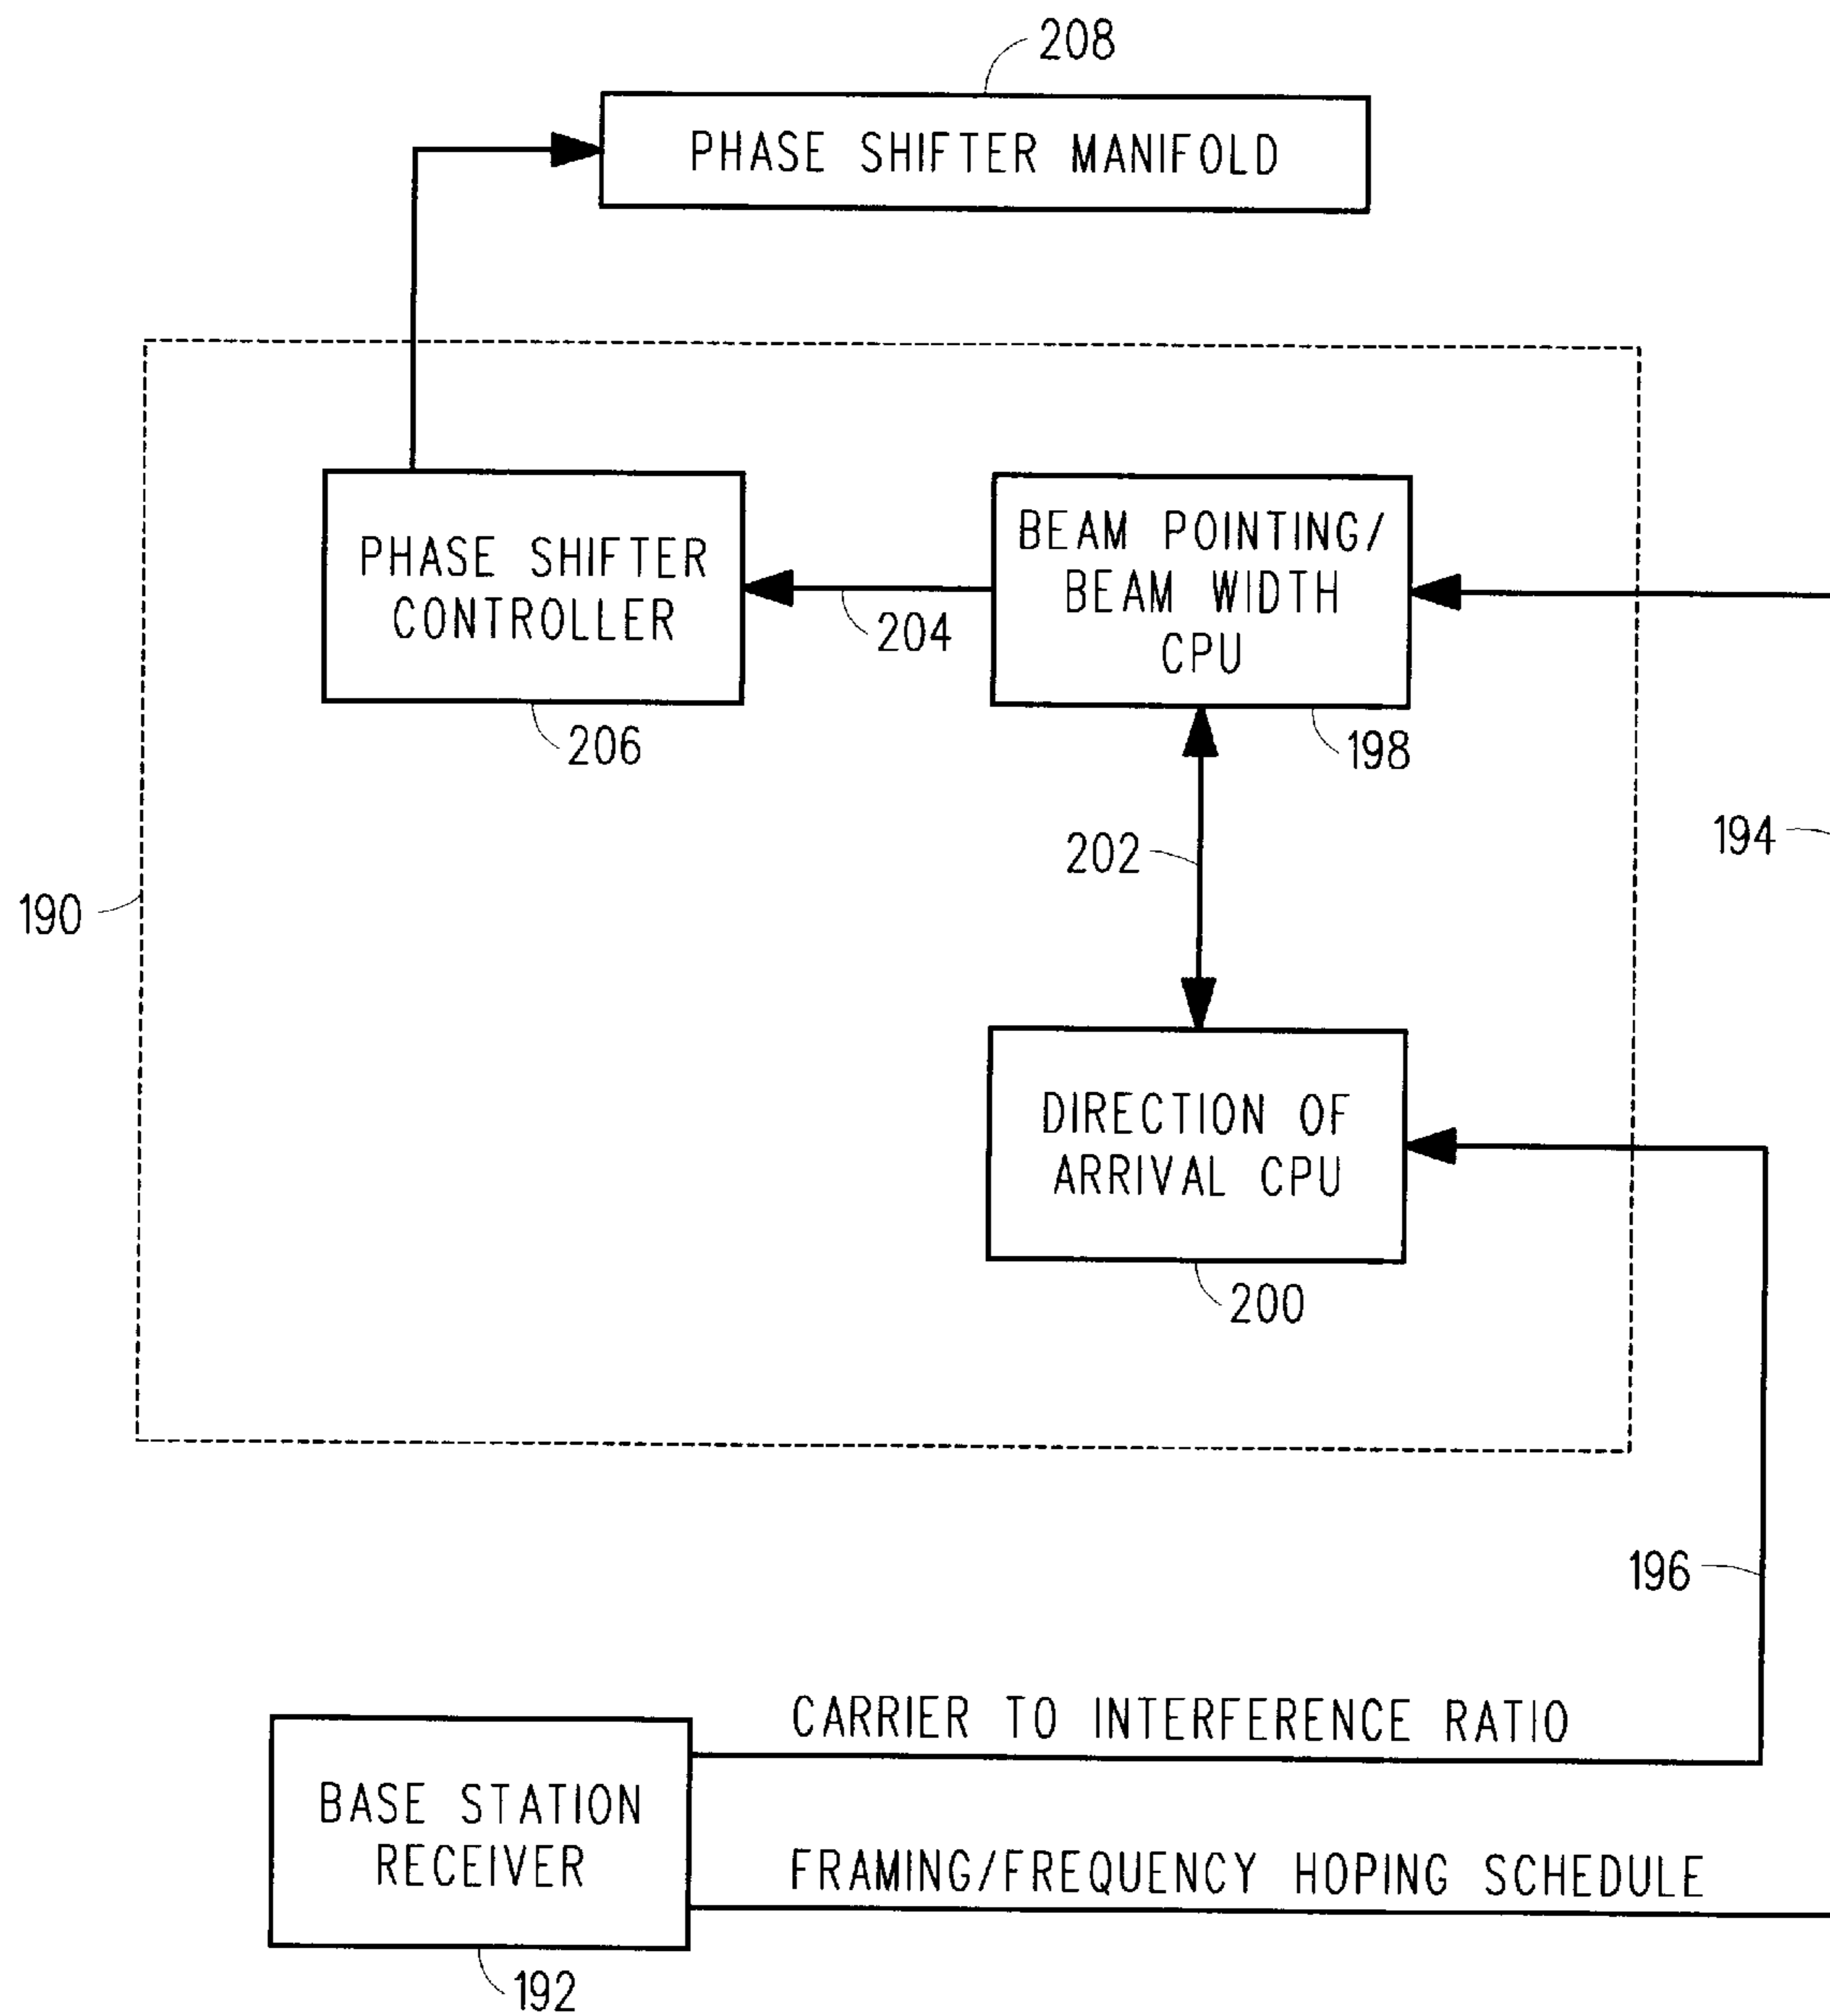 208
PHASE SHIFTER MANIFOLD
PHASE SHIFTER
CONTROLLER
206
204
BEAM POINTING/
BEAM WIDTH
CPU
198
194
202
190
DIRECTION OF
ARRIVAL CPU
200
196
CARRIER TO INTERFERENCE RATIO
BASE STATION
RECEIVER
FRAMING/FREQUENCY HOPING SCHEDULE
192